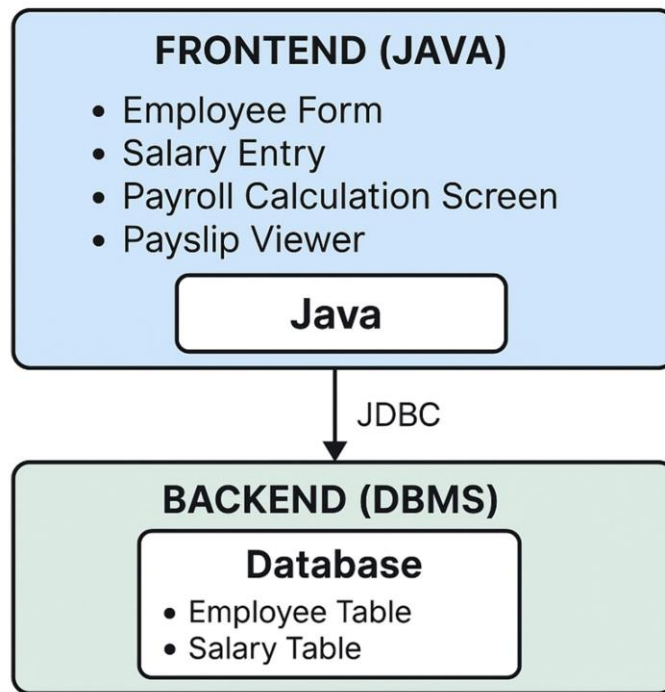 FRONTEND (JAVA)
• Employee Form
• Salary Entry
• Payroll Calculation Screen
• Payslip Viewer
Java
JDBC
BACKEND (DBMS)
Database
• Employee Table
• Salary Table